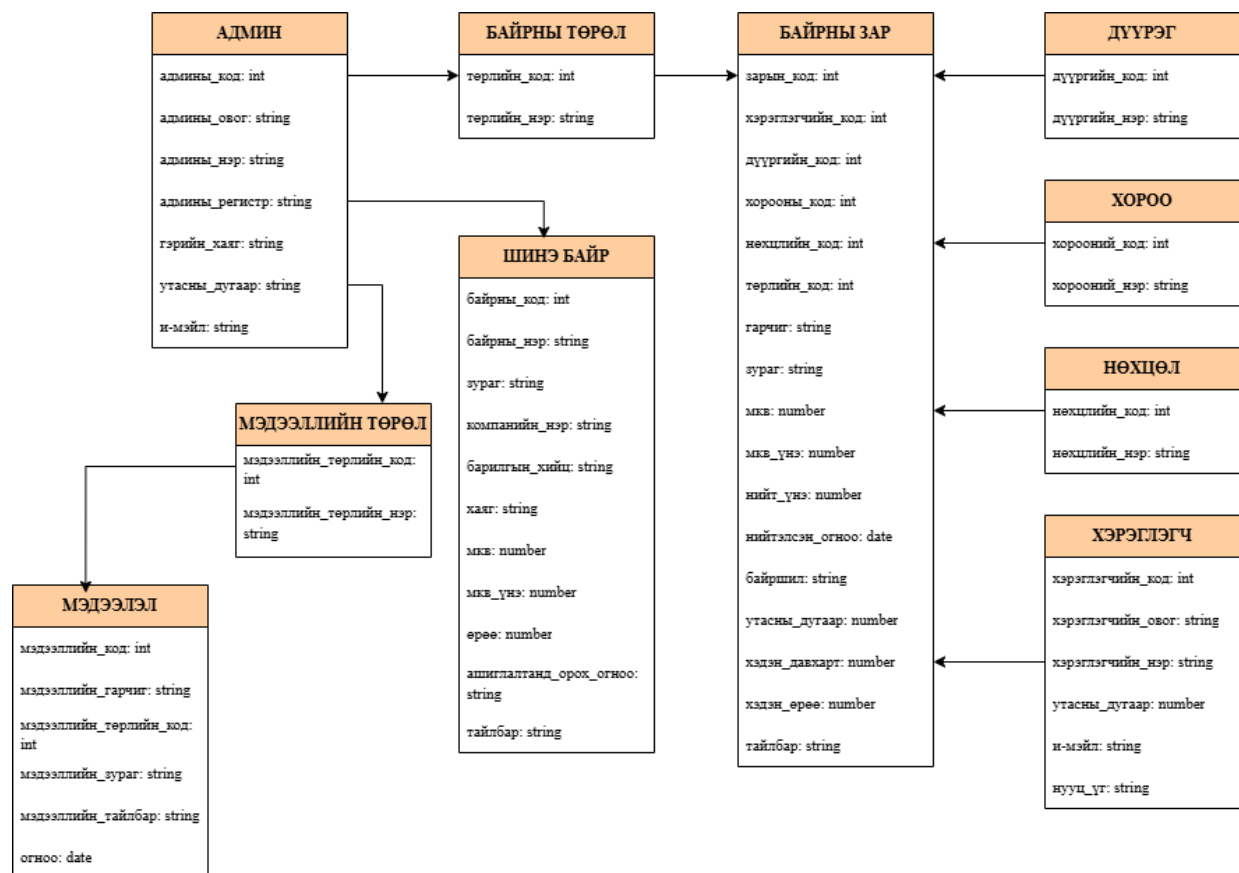 АДМИН
админы_код: int
админы_овог: string
админы_нэр: string
админы_регистр: string
гэрийн_хаяг: string
утасны_дугаар: string
и-мэйл: string
БАЙРНЫ ТӨРӨЛ
төрлийн_код: int
төрлийн_нэр: string
БАЙРНЫ ЗАР
зарын_код: int
хэрэглэгчийн_код: int
дүүргийн_код: int
хорооны_код: int
нөхцлийн_код: int
төрлийн_код: int
гарчиг: string
зураг: string
мкв: number
мкв_үнэ: number
нийт_үнэ: number
нийтэлсэн_огноо: date
байршил: string
утасны_дугаар: number
хэдэн_давхарт: number
хэдэн_өрөө: number
тайлбар: string
ДҮҮРЭГ
дүүргийн_код: int
дүүргийн_нэр: string
ХОРОО
хорооний_код: int
хорооний_нэр: string
ШИНЭ БАЙР
байрны_код: int
байрны_нэр: string
зураг: string
компанийн_нэр: string
барилгын_хийц: string
хаяг: string
мкв: number
мкв_үнэ: number
өрөө: number
ашиглалтанд_орох_огноо:
string
тайлбар: string
НӨХЦӨЛ
нөхцлийн_код: int
нөхцлийн_нэр: string
МЭДЭЭЛЛИЙН ТӨРӨЛ
мэдээллийн_төрлийн_код:
int
мэдээллийн_төрлийн_нэр:
string
ХЭРЭГЛЭГЧ
хэрэглэгчийн_код: int
хэрэглэгчийн_овог: string
хэрэглэгчийн_нэр: string
утасны_дугаар: number
и-мэйл: string
нууц_үг: string
МЭДЭЭЛЭЛ
мэдээллийн_код: int
мэдээллийн_гарчиг: string
мэдээллийн_төрлийн_код:
int
мэдээллийн_зураг: string
мэдээллийн_тайлбар: string
огноо: date